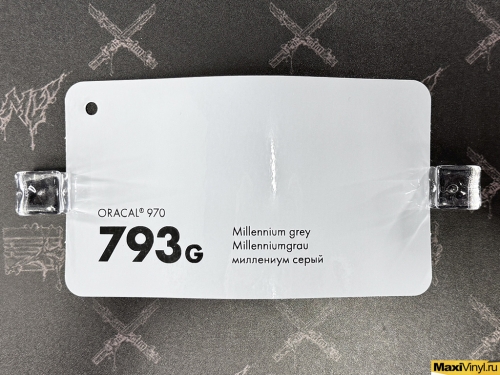 ORACAL® 970
793G
Millennium grey
Millenniumgrau
миллениум серый
MaxiVinyl.ru